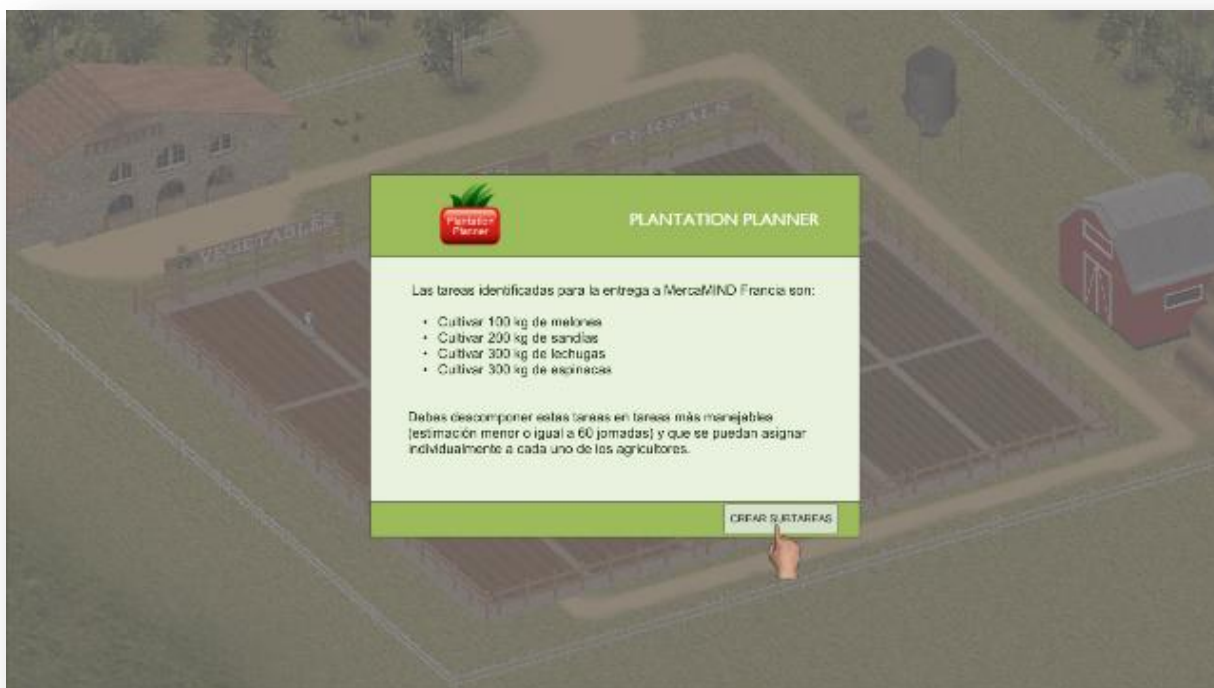 CEREALS
VEGETABLES
Plantation
Planner
PLANTATION PLANNER
Las tareas identificadas para la entrega a MercaMIND Francia son:
• Cultivar 100 kg de melones
• Cultivar 200 kg de sandías
• Cultivar 300 kg de lechugas
• Cultivar 300 kg de espinacas
Debes descomponer estas tareas en tareas más manejables
(estimación menor o igual a 60 jornadas) y que se puedan asignar
individualmente a cada uno de los agricultores.
CREAR SUBTAREAS